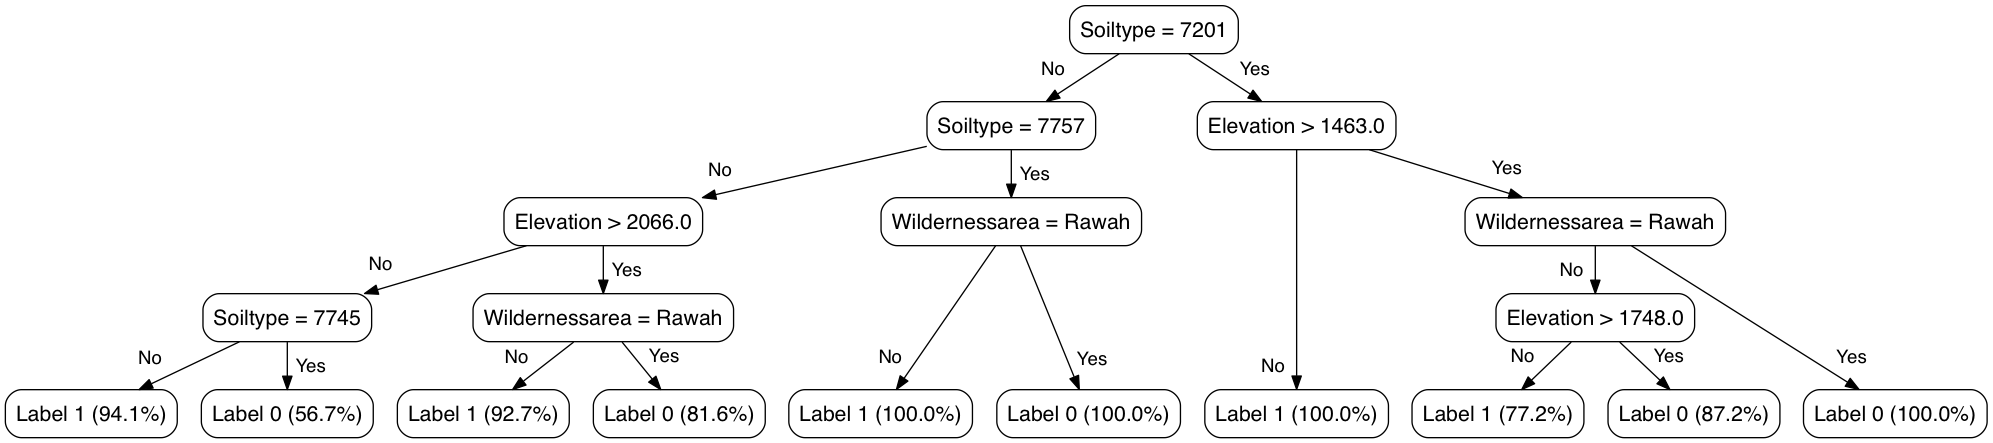 Soiltype = 7201
No
Yes
Soiltype = 7757
Elevation > 1463.0
No
Yes
Yes
Elevation > 2066.0
Wildernessarea = Rawah
Wildernessarea = Rawah
No
Yes
No
Soiltype = 7745
Wildernessarea = Rawah
Elevation > 1748.0
No
Yes
No
Yes
No
Yes
No
No
Yes
Yes
Label 1 (94.1%)
Label 0 (56.7%)
Label 1 (92.7%)
Label 0 (81.6%)
Label 1 (100.0%)
Label 0 (100.0%)
Label 1 (100.0%)
Label 1 (77.2%)
Label 0 (87.2%)
Label 0 (100.0%)